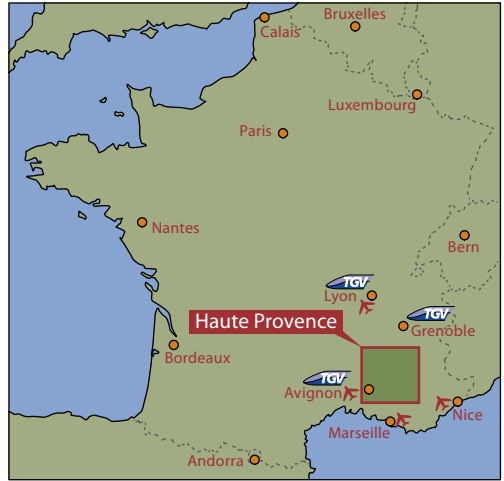 Bruxelles
Calais
Luxembourg
Paris
Nantes
Bern
TGV
Lyon
TGV
Grenoble
Haute Provence
Bordeaux
TGV
Avignon
Nice
Marseille
Andorra